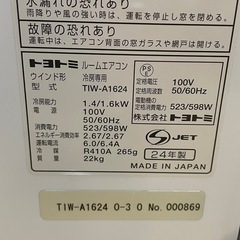 水漏れの恐れあり
雨降りや風の強い時は、運転を停止し窓を
故障の恐れあり
運転中は、エアコン背面の窓ガラスや網戸は開ける。
トヨトミ ルームエアコン
ウインド形 冷房専用
型式 TIW-A1624
冷房能力 1.4/1.6kW
電源 100V
50/60Hz
消費電力 523/598W
エネルギー消費効率 2.67/2.67
運転電流 6.0/6.4A
冷媒 R410A 265g
質量 22kg
PS E
定格電圧 100V
定格周波数 50/60Hz
電動機の定格消費電力 523/598W
株式会社 トヨトミ
S JET
24年製
MADE IN JAPAN
TIW-A1624 0-3 0 No.000869